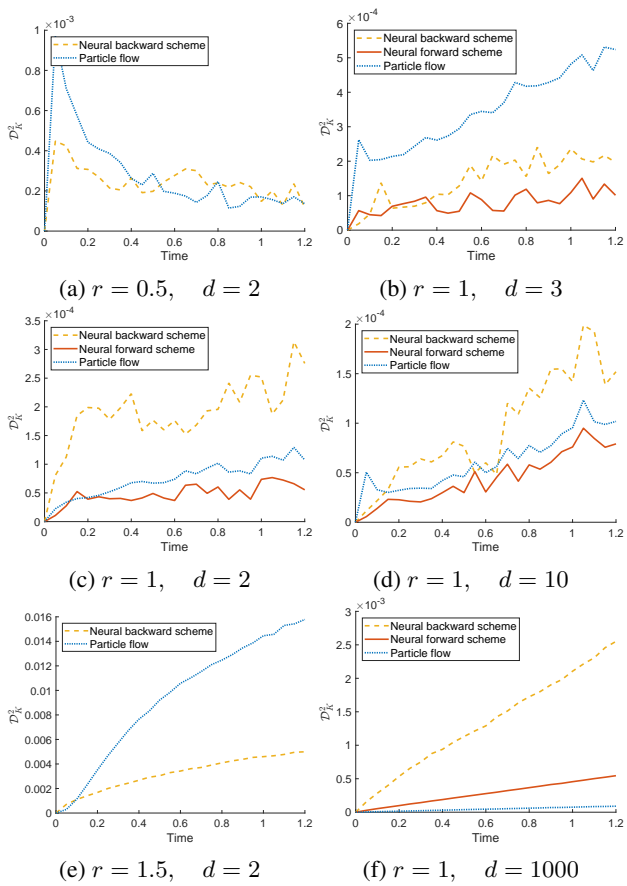 ×10⁻³
1
0.8
0.6
0.4
0.2
0
𝒟²_K
Neural backward scheme
Particle flow
0 0.2 0.4 0.6 0.8 1 1.2
Time
(a) r = 0.5, d = 2
×10⁻⁴
6
5
4
3
2
1
0
𝒟²_K
Neural backward scheme
Neural forward scheme
Particle flow
0 0.2 0.4 0.6 0.8 1 1.2
Time
(b) r = 1, d = 3
×10⁻⁴
3.5
3
2.5
2
1.5
1
0.5
0
𝒟²_K
Neural backward scheme
Neural forward scheme
Particle flow
0 0.2 0.4 0.6 0.8 1 1.2
Time
(c) r = 1, d = 2
×10⁻⁴
2
1.5
1
0.5
0
𝒟²_K
Neural backward scheme
Neural forward scheme
Particle flow
0 0.2 0.4 0.6 0.8 1 1.2
Time
(d) r = 1, d = 10
0.016
0.014
0.012
0.01
0.008
0.006
0.004
0.002
0
𝒟²_K
Neural backward scheme
Particle flow
0 0.2 0.4 0.6 0.8 1 1.2
Time
(e) r = 1.5, d = 2
×10⁻³
3
2.5
2
1.5
1
0.5
0
𝒟²_K
Neural backward scheme
Neural forward scheme
Particle flow
0 0.2 0.4 0.6 0.8 1 1.2
Time
(f) r = 1, d = 1000